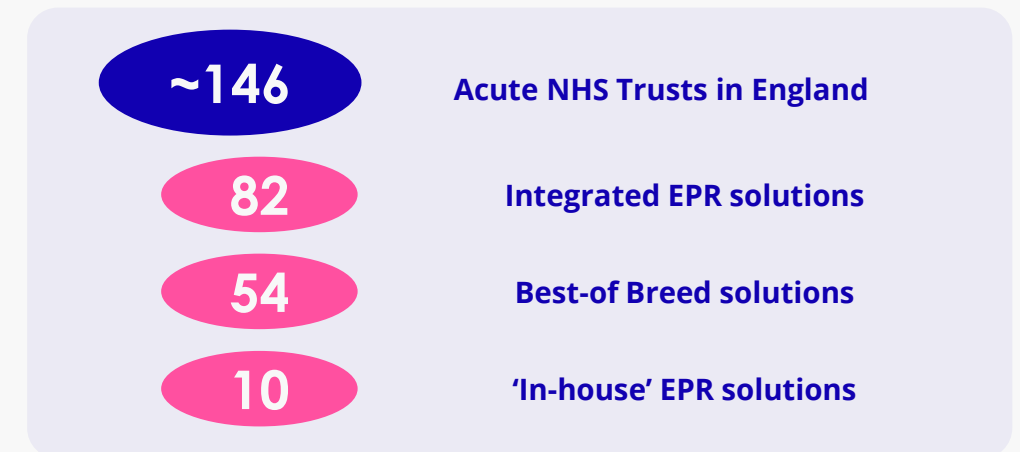 ~146 Acute NHS Trusts in England
82 Integrated EPR solutions
54 Best-of Breed solutions
10 ‘In-house’ EPR solutions